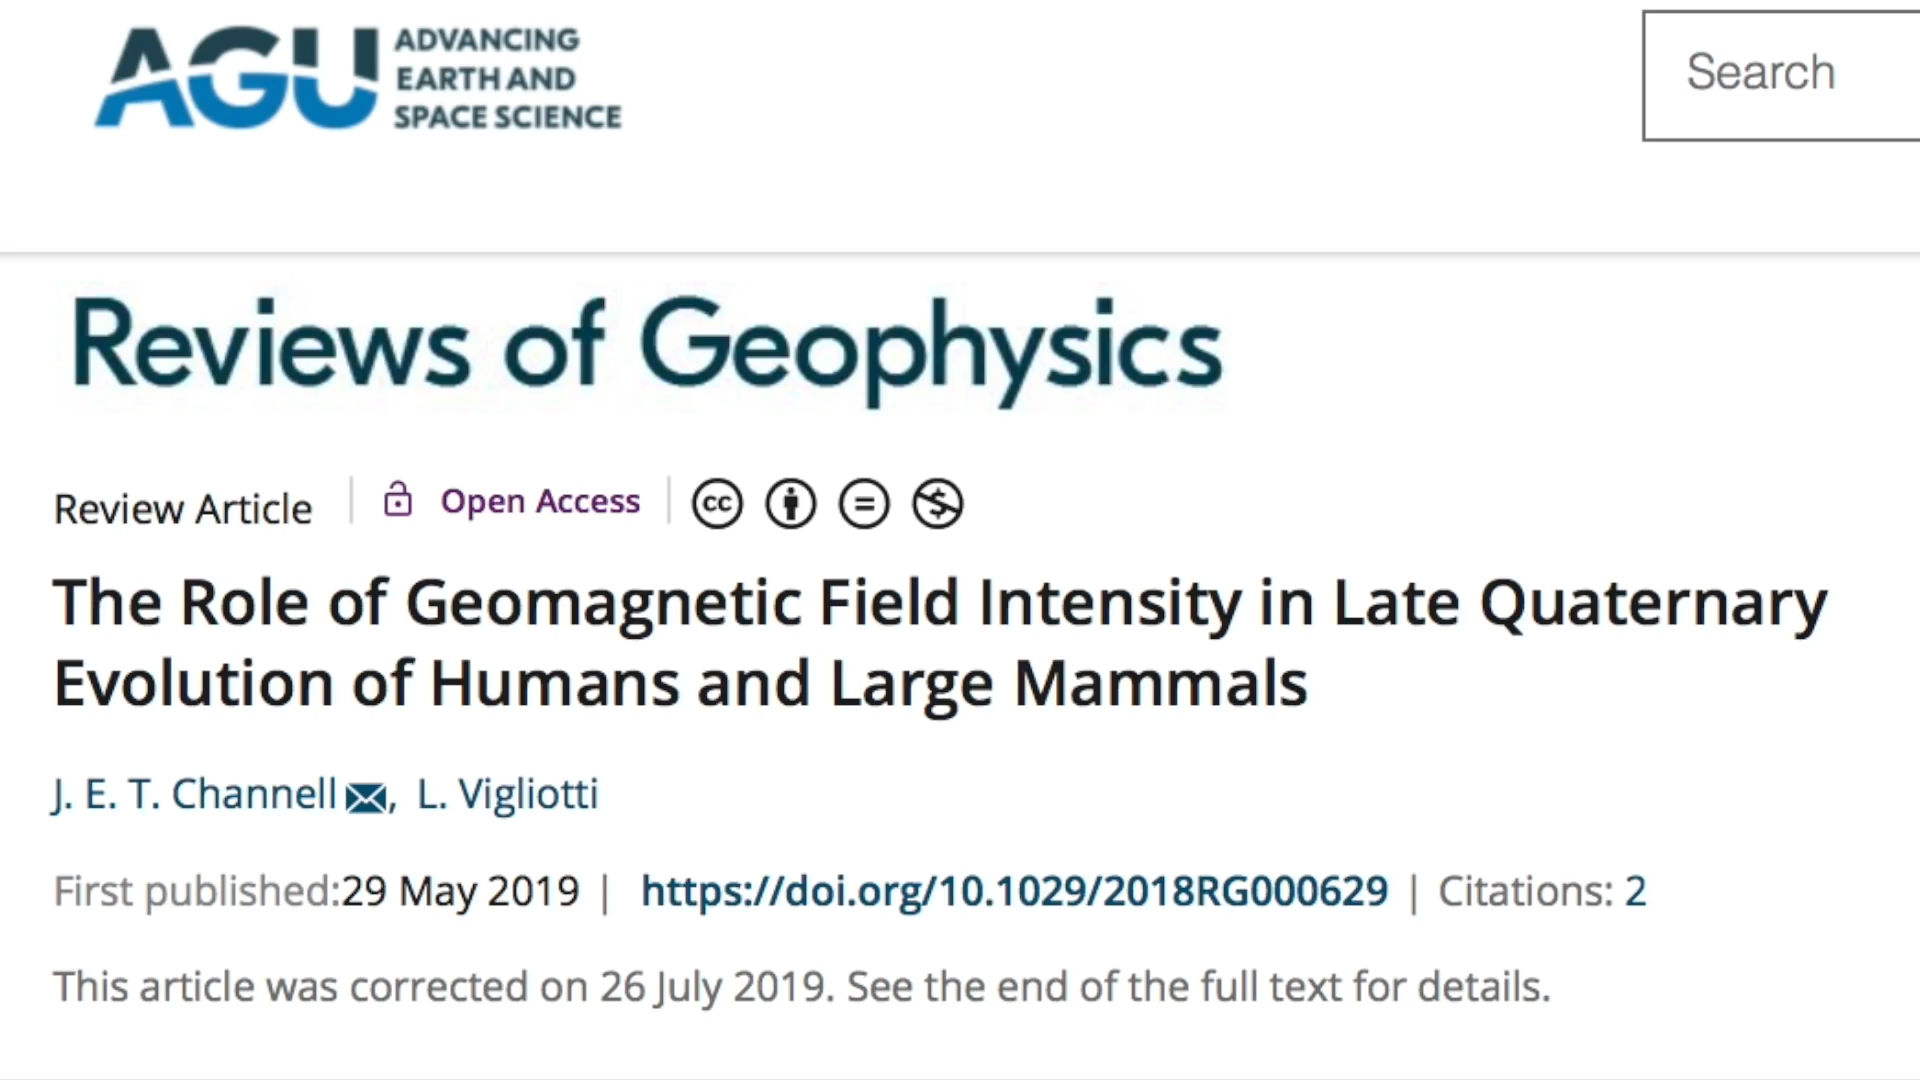 AGU
ADVANCING
EARTH AND
SPACE SCIENCE
Search
Reviews of Geophysics
Review Article
Open Access
cc
The Role of Geomagnetic Field Intensity in Late Quaternary
Evolution of Humans and Large Mammals
J. E. T. Channell, L. Vigliotti
First published:29 May 2019 | https://doi.org/10.1029/2018RG000629 | Citations: 2
This article was corrected on 26 July 2019. See the end of the full text for details.